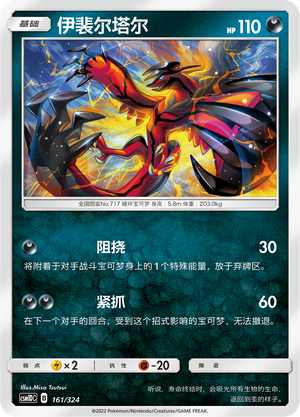 基础 伊裴尔塔尔 HP 110
全国图鉴No.717 破坏宝可梦 身高：5.8m 体重：203.0kg
阻挠 30
将附着于对手战斗宝可梦身上的1个特殊能量，放于弃牌区。
紧抓 60
在下一个对手的回合，受到这个招式影响的宝可梦，无法撤退。
弱点 ×2 抗性 -20 撤退
Illus.Misa Tsutsui
CSM1DC 161/324
听说，寿命终结时，会吸光所有生物的生命，
返回到茧的样子。
©2022 Pokémon/Nintendo/Creatures/GAME FREAK.